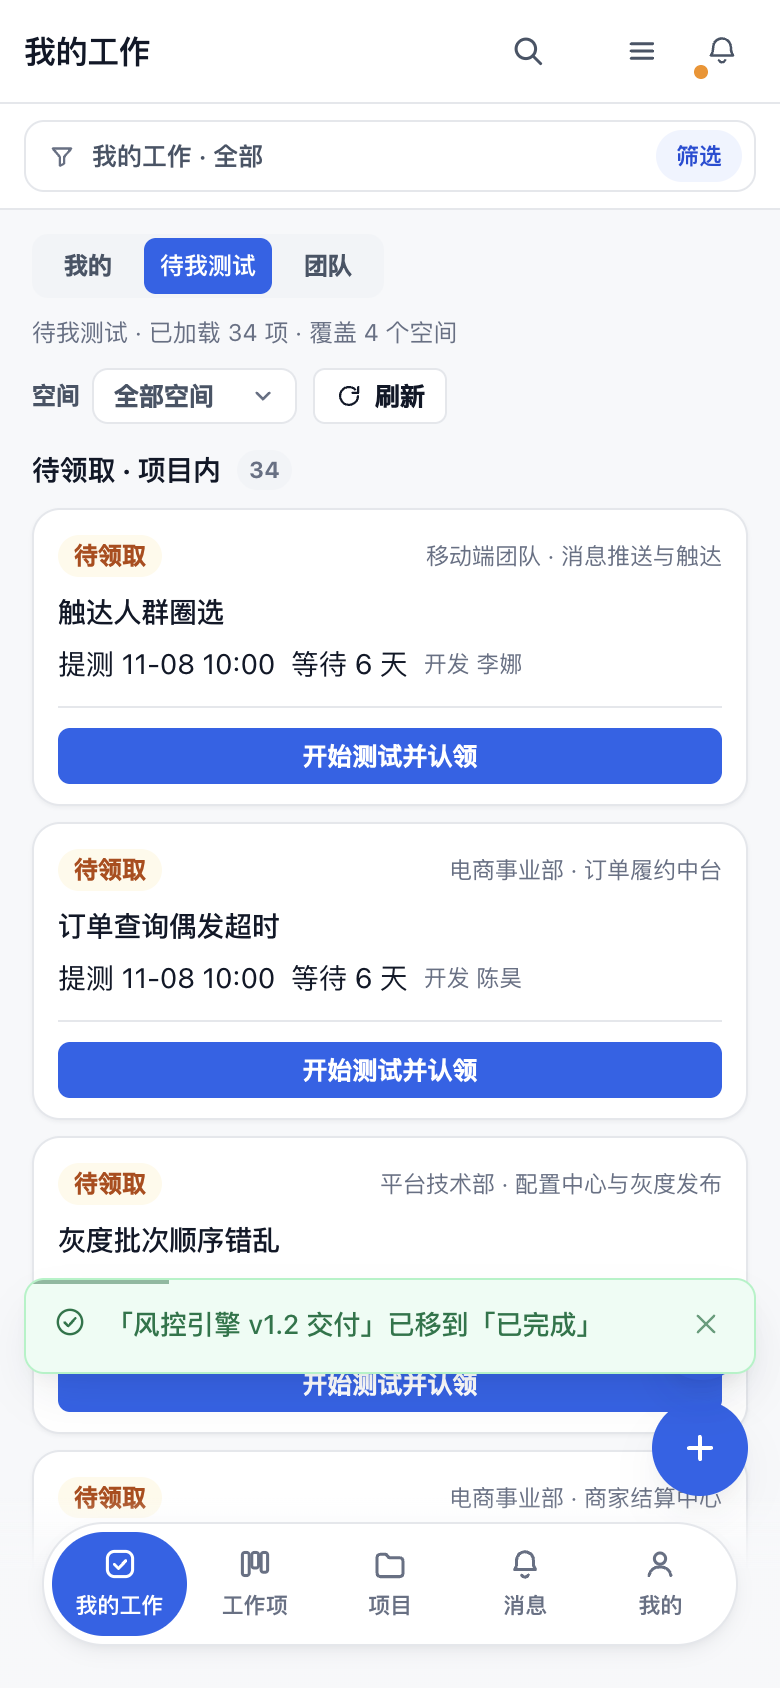 我的工作
我的工作 · 全部
筛选
我的
待我测试
团队
待我测试 · 已加载 34 项 · 覆盖 4 个空间
空间
全部空间
刷新
待领取 · 项目内 34
待领取
移动端团队 · 消息推送与触达
触达人群圈选
提测 11-08 10:00 等待 6 天 开发 李娜
开始测试并认领
待领取
电商事业部 · 订单履约中台
订单查询偶发超时
提测 11-08 10:00 等待 6 天 开发 陈昊
开始测试并认领
待领取
平台技术部 · 配置中心与灰度发布
灰度批次顺序错乱
「风控引擎 v1.2 交付」已移到「已完成」
开始测试并认领
待领取
电商事业部 · 商家结算中心
我的工作
工作项
项目
消息
我的